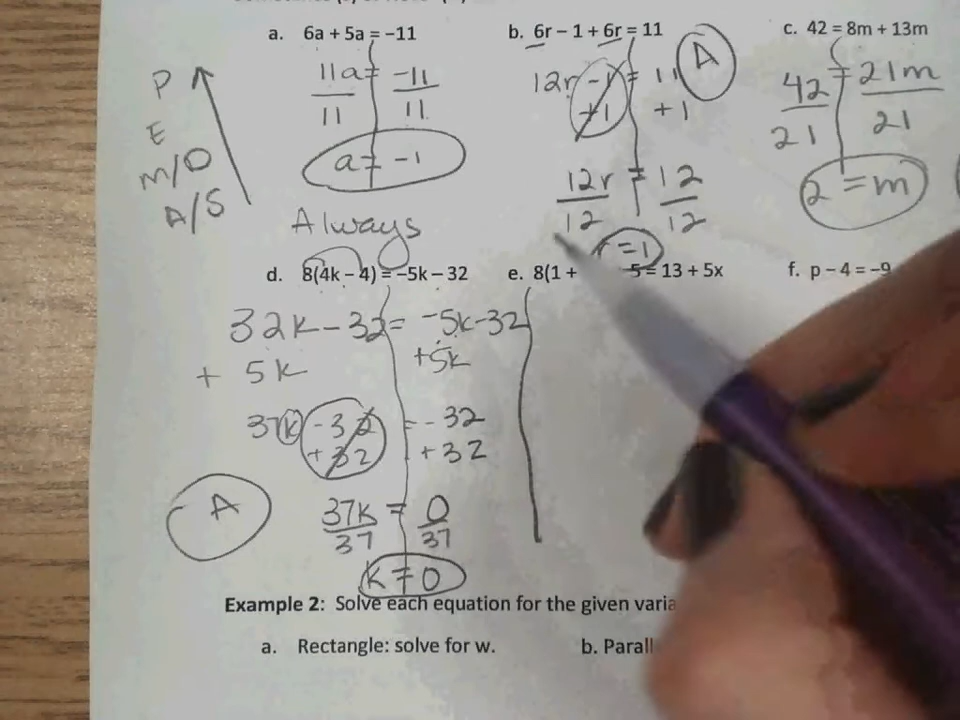 a. 6a + 5a = -11
b. 6r - 1 + 6r = 11
c. 42 = 8m + 13m
P
E
M/D
A/S
11a = -11
11 11
a = -1
Always
12r - 1 = 11
+1 +1
A
12r = 12
12 12
r = 1
42 = 21m
21 21
2 = m
d. 8(4k - 4) = -5k - 32
e. 8(1 + 5 = 13 + 5x
f. p - 4 = -9
32k - 32 = -5k - 32
+ 5k +5k
37k - 32 = -32
+ 32 + 32
A
37k = 0
37 37
k = 0
Example 2: Solve each equation for the given
a. Rectangle: solve for w.
b.